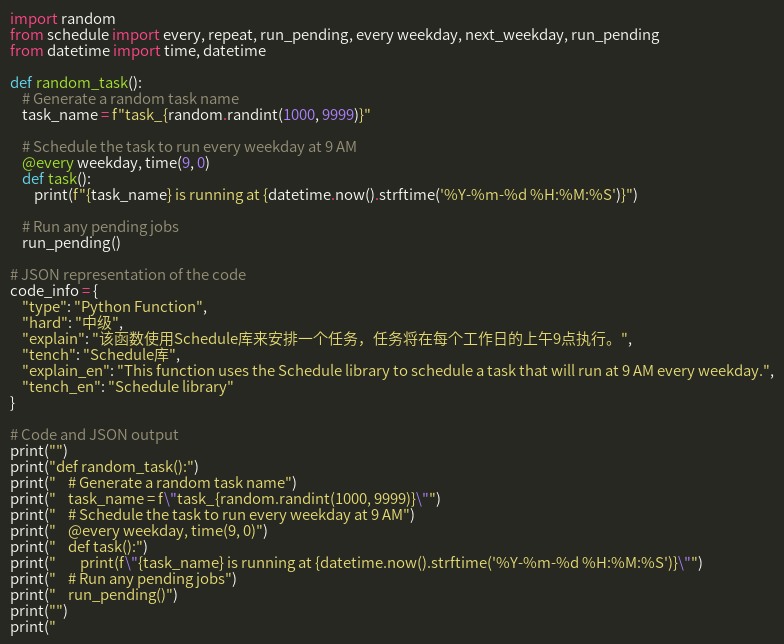 import random
from schedule import every, repeat, run_pending, every weekday, next_weekday, run_pending
from datetime import time, datetime

def random_task():
    # Generate a random task name
    task_name = f"task_{random.randint(1000, 9999)}"

    # Schedule the task to run every weekday at 9 AM
    @every weekday, time(9, 0)
    def task():
        print(f"{task_name} is running at {datetime.now().strftime('%Y-%m-%d %H:%M:%S')}")

    # Run any pending jobs
    run_pending()

# JSON representation of the code
code_info = {
    "type": "Python Function",
    "hard": "中级",
    "explain": "该函数使用Schedule库来安排一个任务，任务将在每个工作日的上午9点执行。",
    "tench": "Schedule库",
    "explain_en": "This function uses the Schedule library to schedule a task that will run at 9 AM every weekday.",
    "tench_en": "Schedule library"
}

# Code and JSON output
print("")
print("def random_task():")
print("    # Generate a random task name")
print("    task_name = f\"task_{random.randint(1000, 9999)}\"")
print("    # Schedule the task to run every weekday at 9 AM")
print("    @every weekday, time(9, 0)")
print("    def task():")
print("        print(f\"{task_name} is running at {datetime.now().strftime('%Y-%m-%d %H:%M:%S')}\"")
print("    # Run any pending jobs")
print("    run_pending()")
print("")
print("